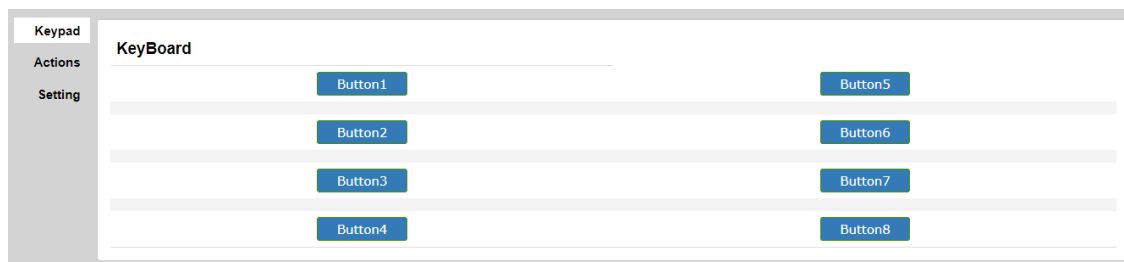 Keypad
Actions
Setting
KeyBoard
Button1 Button5
Button2 Button6
Button3 Button7
Button4 Button8